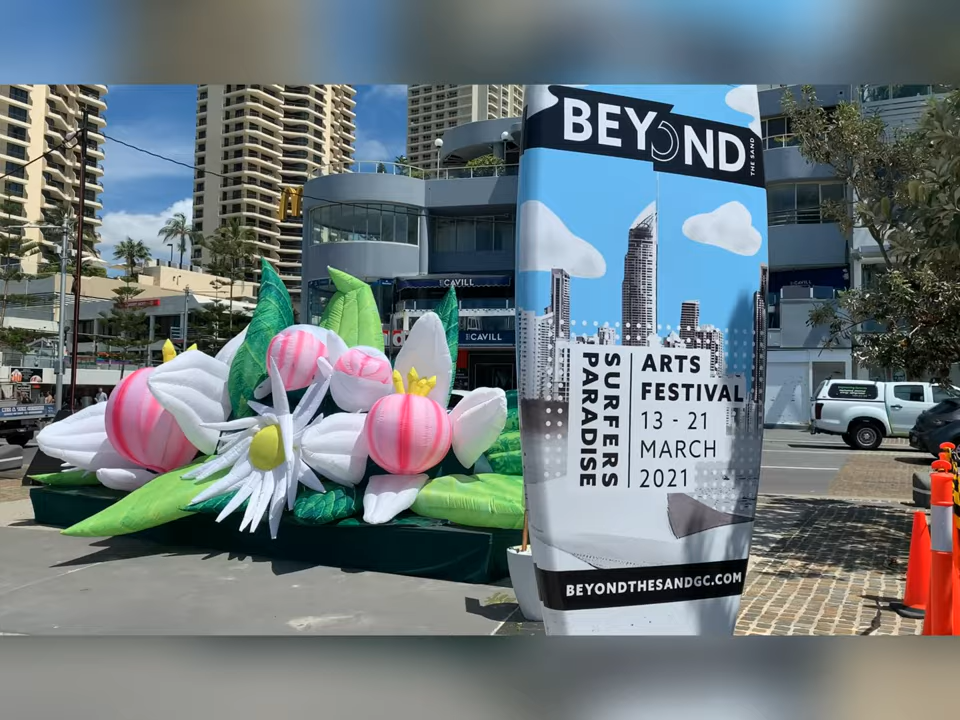 BEYOND
THE SAND
SURFERS
PARADISE
ARTS
FESTIVAL
13 - 21
MARCH
2021
BEYONDTHESANDGC.COM
CAVILL
CAVILL